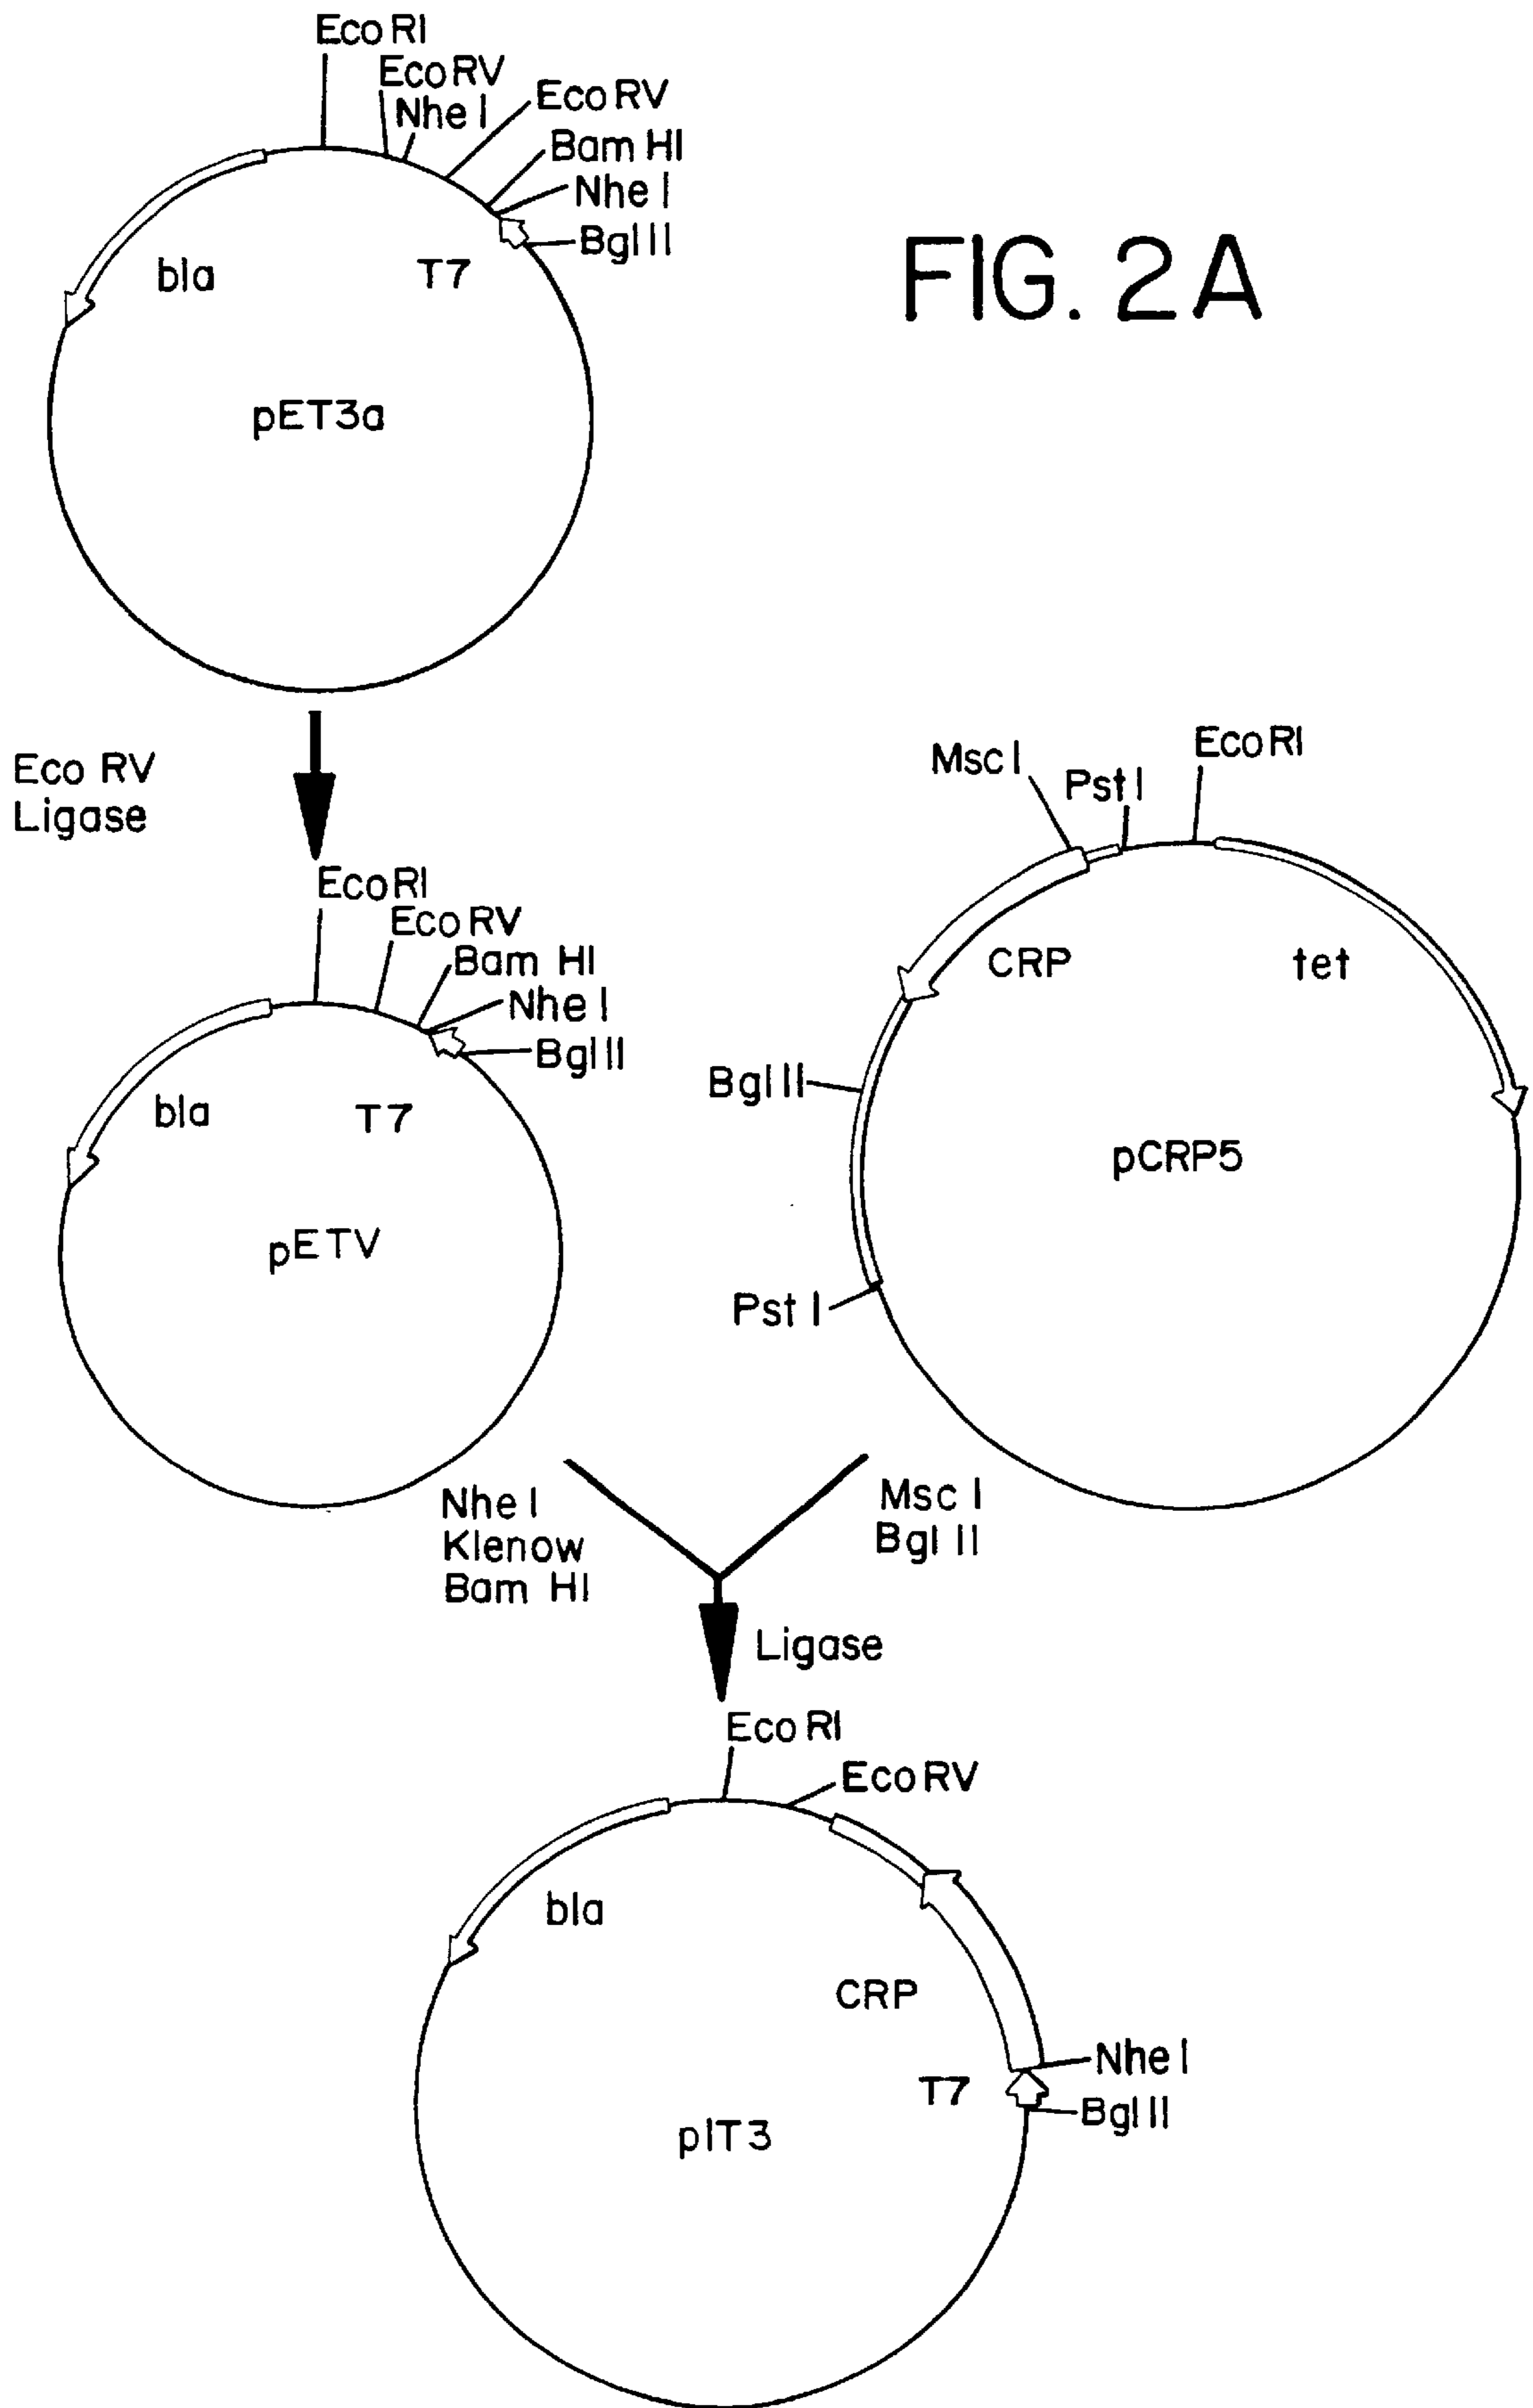 Eco RI
Eco RV
Nhe I
Eco RV
Bam HI
Nhe I
Bgl II
bla
T7
FIG. 2A
pET3a
Eco RV
Ligase
Eco RI
Eco RV
Bam HI
Nhe I
Bgl II
bla
T7
pETV
Msc I
Pst I
Eco RI
CRP
tet
Bgl II
pCRP5
Pst I
Nhe I
Klenow
Bam HI
Msc I
Bgl II
Ligase
Eco RI
Eco RV
bla
CRP
Nhe I
T7
Bgl II
pIT3